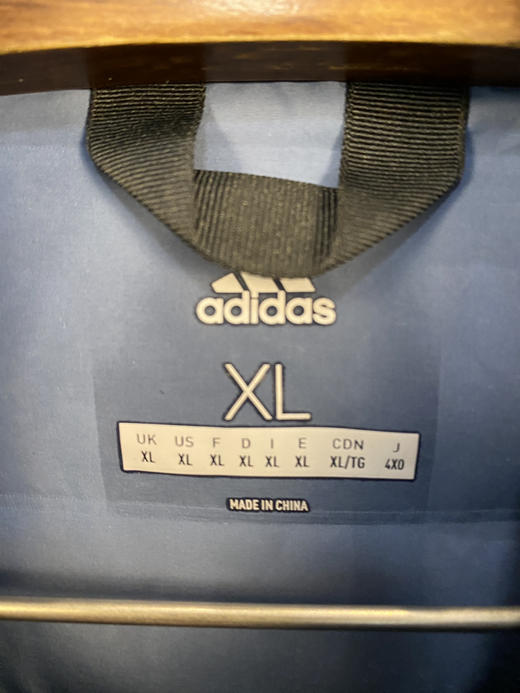 adidas
XL
UK US F D I E CDN J
XL XL XL XL XL XL XL/TG 4XO
MADE IN CHINA